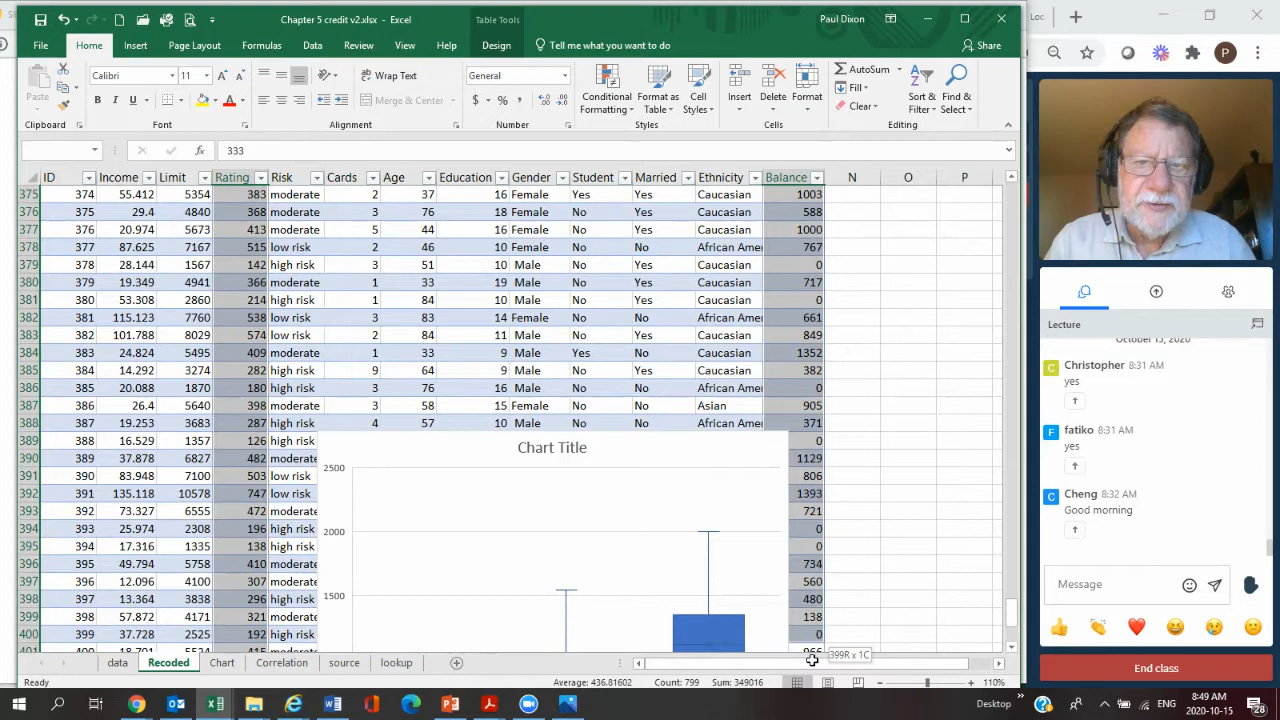 Chapter 5 credit v2.xlsx - Excel
Table Tools
Paul Dixon
File Home Insert Page Layout Formulas Data Review View Help Design Tell me what you want to do Share
Paste Calibri 11 Wrap Text General Conditional Format as Cell Insert Delete Format AutoSum Sort & Find &
B I U Merge & Center $ % Formatting Table Styles Fill Clear Filter Select
Clipboard Font Alignment Number Styles Cells Editing
fx 333
ID Income Limit Rating Risk Cards Age Education Gender Student Married Ethnicity Balance N O P
375 374 55.412 5354 383 moderate 2 37 16 Female Yes Yes Caucasian 1003
376 375 29.4 4840 368 moderate 3 76 18 Female No Yes Caucasian 588
377 376 20.974 5673 413 moderate 5 44 16 Female No Yes Caucasian 1000
378 377 87.625 7167 515 low risk 2 46 10 Female No No African Amer 767
379 378 28.144 1567 142 high risk 3 51 10 Male No Yes Caucasian 0
380 379 19.349 4941 366 moderate 1 33 19 Male No Yes Caucasian 717
381 380 53.308 2860 214 high risk 1 84 10 Male No Yes Caucasian 0
382 381 115.123 7760 538 low risk 3 83 14 Female No No African Amer 661
383 382 101.788 8029 574 low risk 2 84 11 Male No Yes Caucasian 849
384 383 24.824 5495 409 moderate 1 33 9 Male Yes No Caucasian 1352
385 384 14.292 3274 282 high risk 9 64 9 Male No Yes Caucasian 382
386 385 20.088 1870 180 high risk 3 76 16 Male No No African Amer 0
387 386 26.4 5640 398 moderate 3 58 15 Female No No Asian 905
388 387 19.253 3683 287 high risk 4 57 10 Male No No African Amer 371
389 388 16.529 1357 126 high risk 0
390 389 37.878 6827 482 moderate 1129
391 390 83.948 7100 503 low risk 806
392 391 135.118 10578 747 low risk 1393
393 392 73.327 6555 472 moderate 721
394 393 25.974 2308 196 high risk 0
395 394 17.316 1335 138 high risk 0
396 395 49.794 5758 410 moderate 734
397 396 12.096 4100 307 moderate 560
398 397 13.364 3838 296 high risk 480
399 398 57.872 4171 321 moderate 138
400 399 37.728 2525 192 high risk 0
Chart Title
2500
2000
1500
399R x 1C
data Recoded Chart Correlation source lookup
Ready Average: 436.81602 Count: 799 Sum: 349016 110%
P
Lecture
October 15, 2020
C Christopher 8:31 AM
yes
F fatiko 8:31 AM
yes
C Cheng 8:32 AM
Good morning
Message
End class
Desktop ENG 8:49 AM
2020-10-15 28